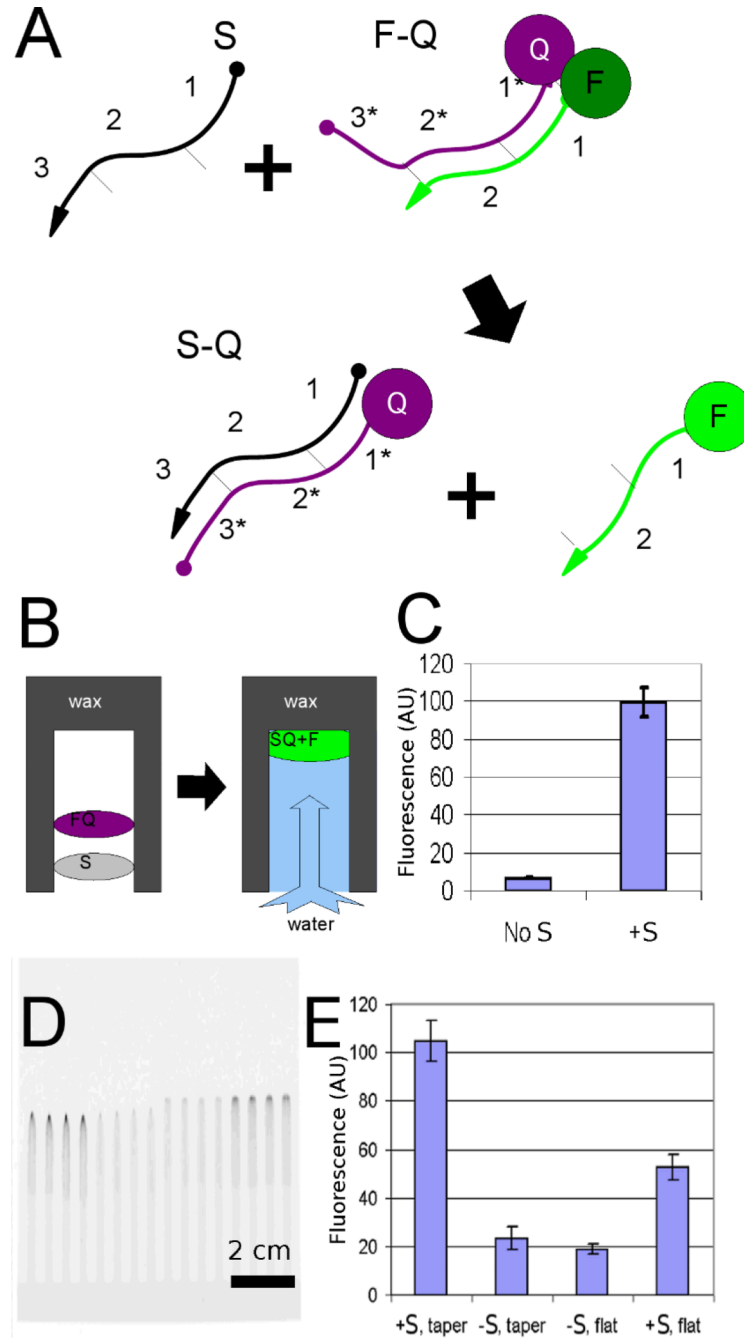 A
S
F-Q
Q
F
1
2
3
3*
2*
1*
1
2
+
S-Q
Q
F
1
2
3
1*
2*
3*
1
2
+
B
wax
FQ
S
wax
SQ+F
water
C
Fluorescence (AU)
120
100
80
60
40
20
0
No S
+S
D
2 cm
E
Fluorescence (AU)
120
100
80
60
40
20
0
+S, taper
-S, taper
-S, flat
+S, flat